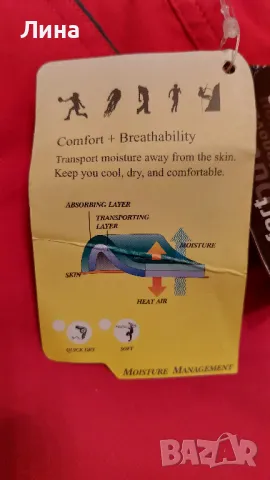 Лина
Comfort + Breathability
Transport moisture away from the skin.
Keep you cool, dry, and comfortable.
ABSORBING LAYER
TRANSPORTING
LAYER
MOISTURE
SKIN
HEAT AIR
QUICK DRY
SOFT
MOISTURE MANAGEMENT
bazar